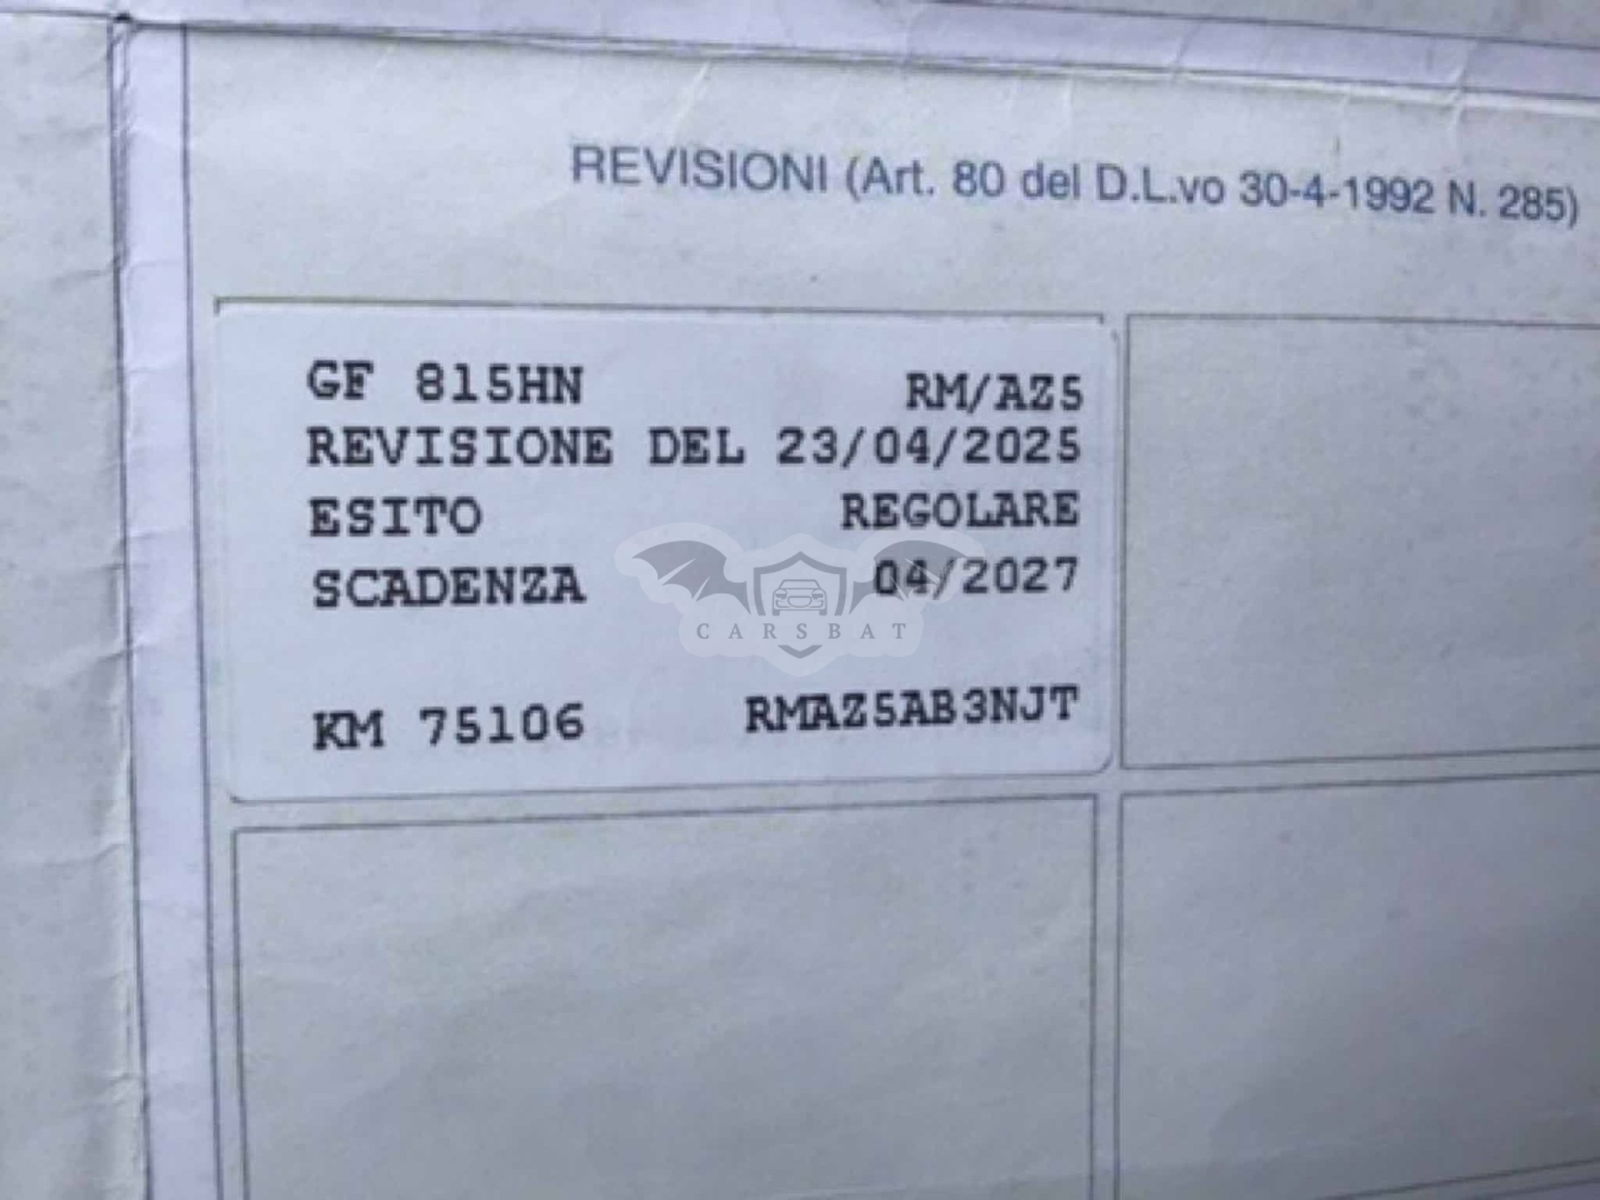 REVISIONI (Art. 80 del D.L.vo 30-4-1992 N. 285)
GF 815HN RM/AZ5
REVISIONE DEL 23/04/2025
ESITO REGOLARE
SCADENZA 04/2027
CARSBAT
KM 75106 RMAZ5AB3NJT